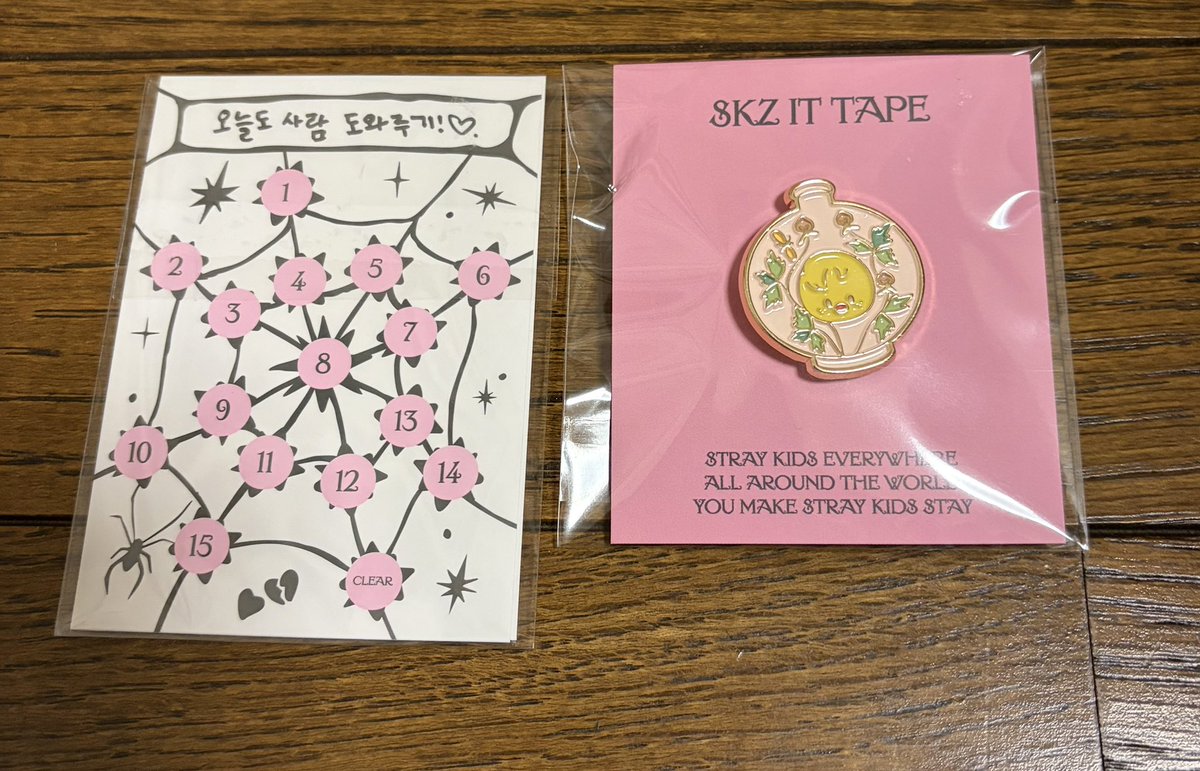 오늘도 사람 도와주기!♡.
1
2
4
5
6
3
7
8
9
13
10
11
12
14
15
CLEAR
SKZ IT TAPE
STRAY KIDS EVERYWHERE
ALL AROUND THE WORLD
YOU MAKE STRAY KIDS STAY